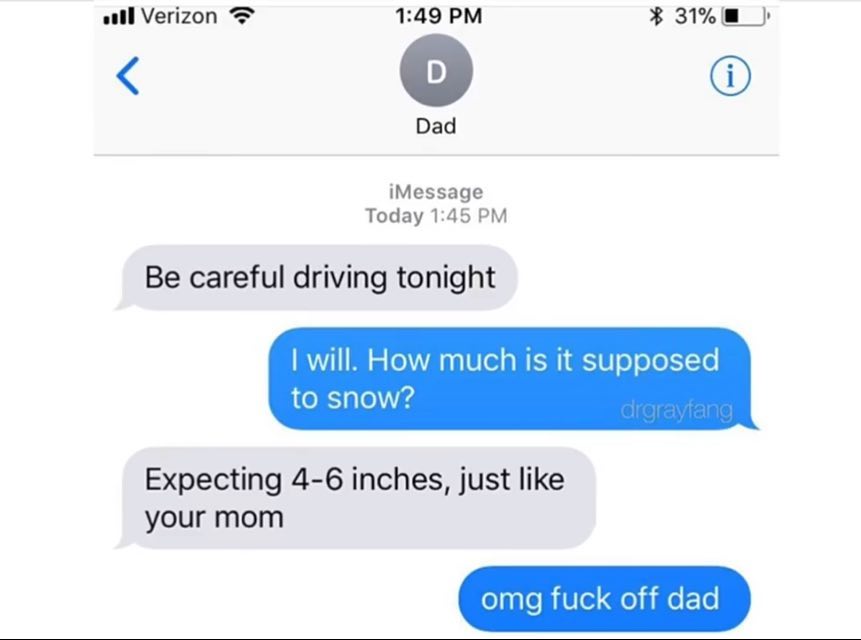 Verizon 1:49 PM 31%
D
Dad
iMessage
Today 1:45 PM
Be careful driving tonight
I will. How much is it supposed
to snow?
drgrayfang
Expecting 4-6 inches, just like
your mom
omg fuck off dad